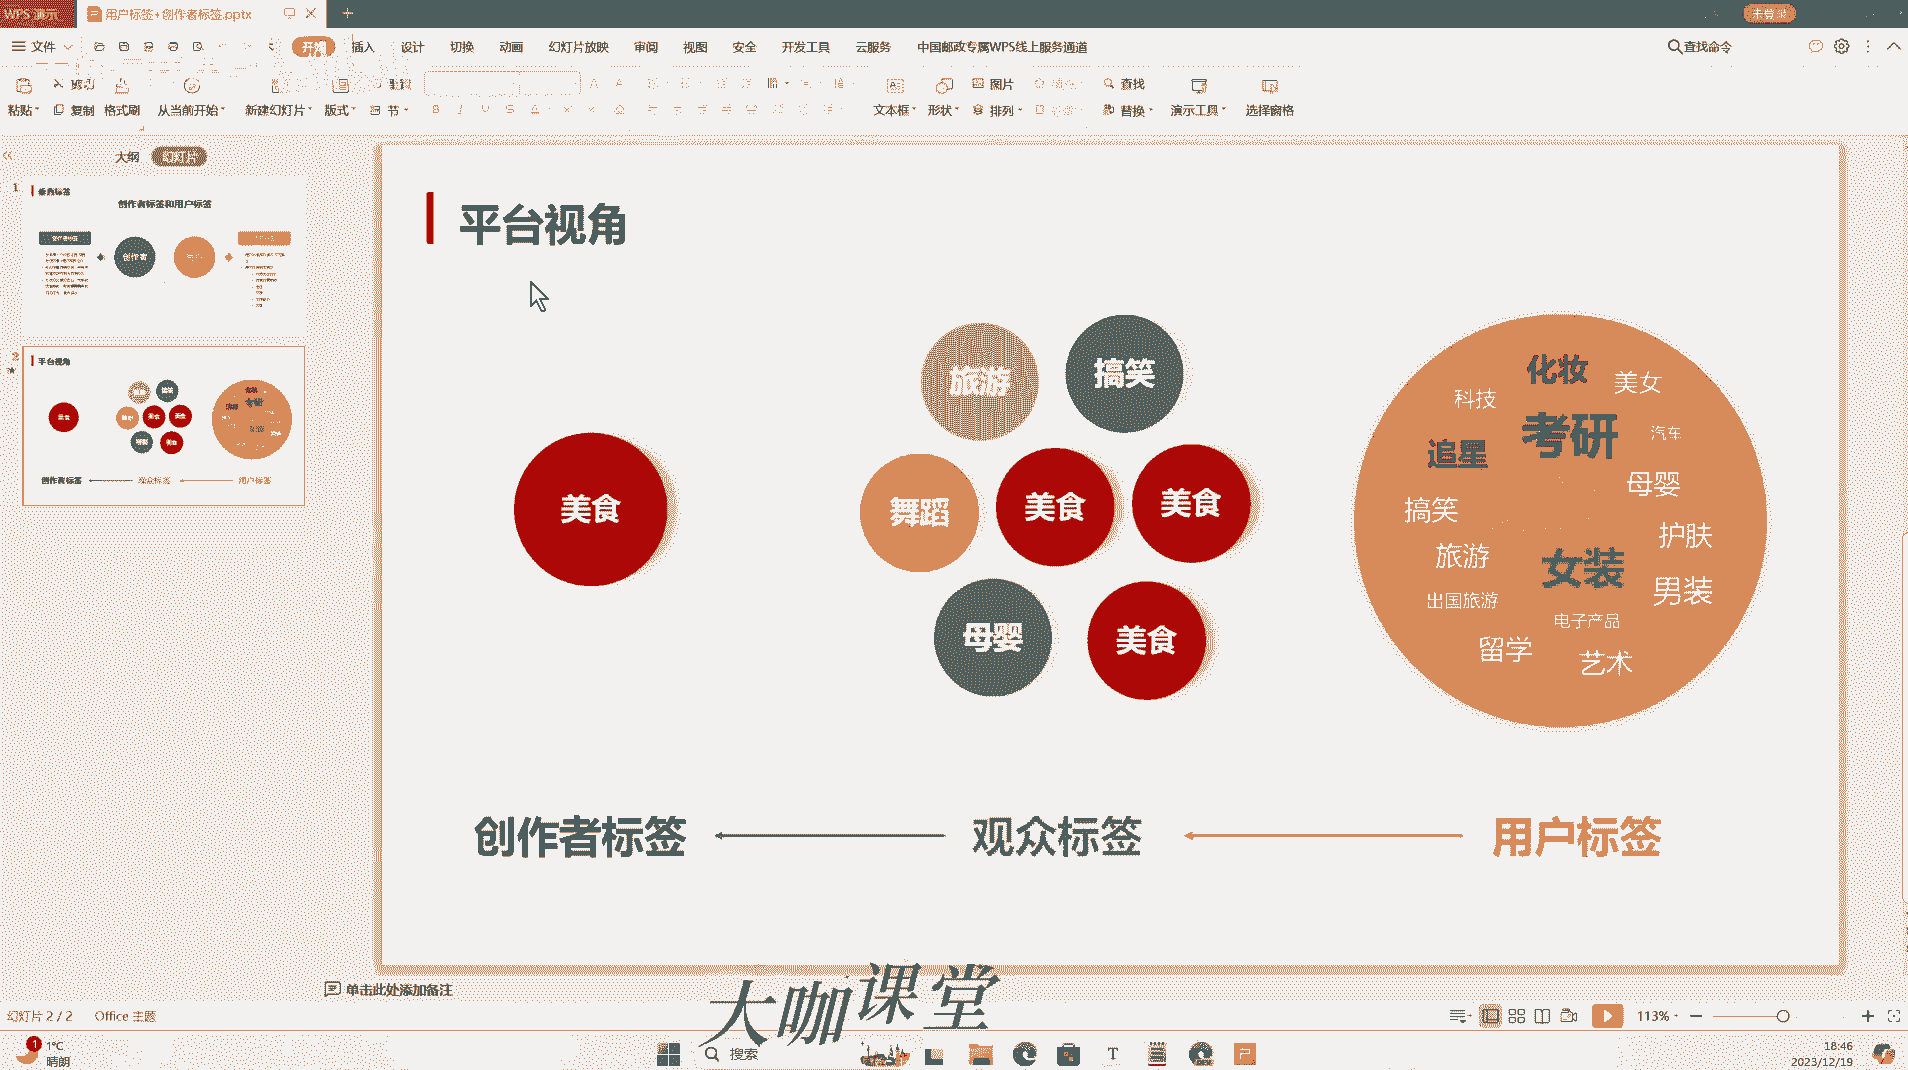 WPS 演示
用户标签+创作者标签.pptx
未登录
文件
开始
插入
设计
切换
动画
幻灯片放映
审阅
视图
安全
开发工具
云服务
中国邮政专属WPS线上服务通道
查找命令
粘贴
剪切
复制
格式刷
从当前开始
新建幻灯片
版式
重置
节
文本框
形状
图片
排列
查找
替换
演示工具
选择窗格
大纲
幻灯片
1
垂类标签
创作者标签和用户标签
创作者
2
平台视角
美食
创作者标签
观众标签
用户标签
平台视角
美食
旅游
搞笑
舞蹈
美食
美食
母婴
美食
化妆
科技
美女
考研
汽车
追星
母婴
搞笑
护肤
旅游
女装
男装
出国旅游
电子产品
留学
艺术
创作者标签
观众标签
用户标签
单击此处添加备注
大咖课堂
幻灯片 2 / 2
Office 主题
113%
1
1°C
晴朗
搜索
18:46
2023/12/19